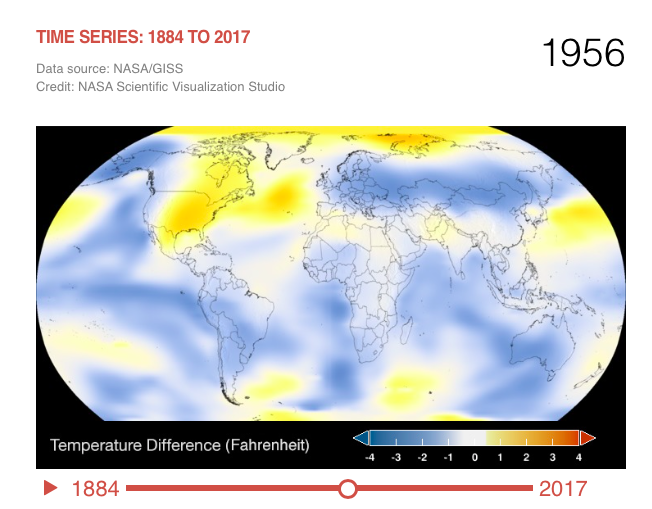 TIME SERIES: 1884 TO 2017
1956
Data source: NASA/GISS
Credit: NASA Scientific Visualization Studio
Temperature Difference (Fahrenheit)
-4 -3 -2 -1 0 1 2 3 4
1884 2017